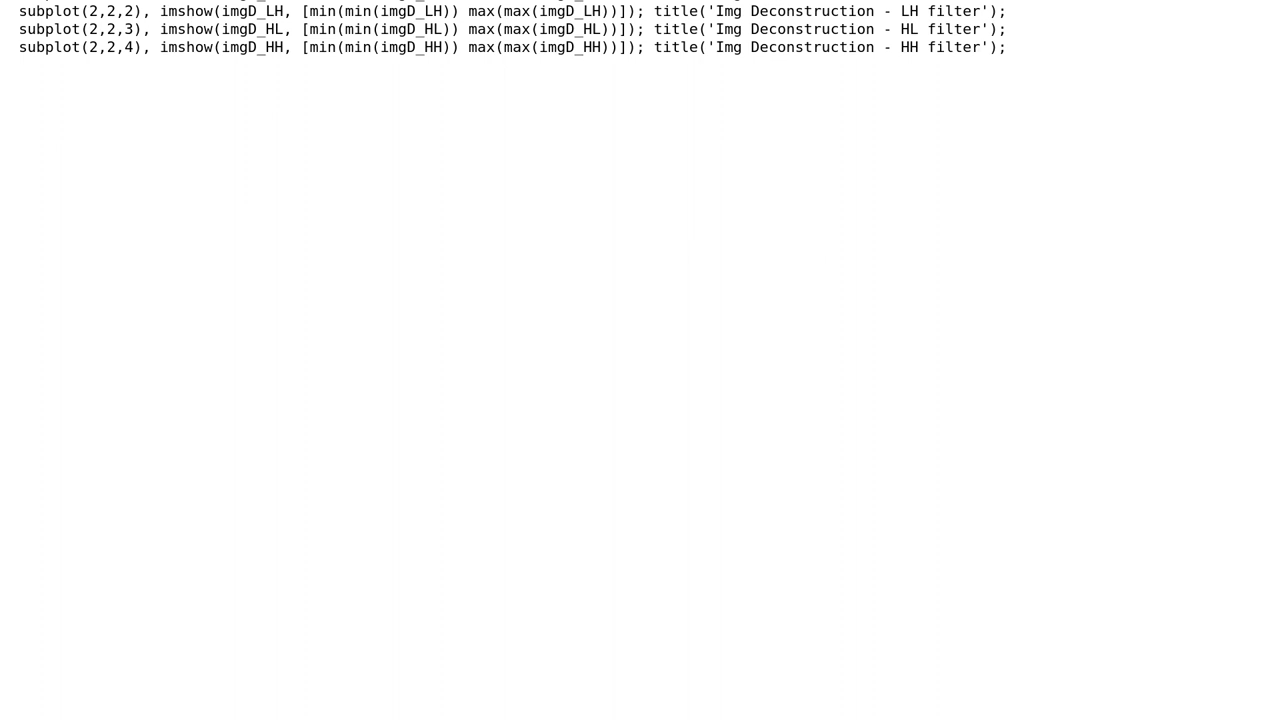 subplot(2,2,2), imshow(imgD_LH, [min(min(imgD_LH)) max(max(imgD_LH))]); title('Img Deconstruction - LH filter');
subplot(2,2,3), imshow(imgD_HL, [min(min(imgD_HL)) max(max(imgD_HL))]); title('Img Deconstruction - HL filter');
subplot(2,2,4), imshow(imgD_HH, [min(min(imgD_HH)) max(max(imgD_HH))]); title('Img Deconstruction - HH filter');